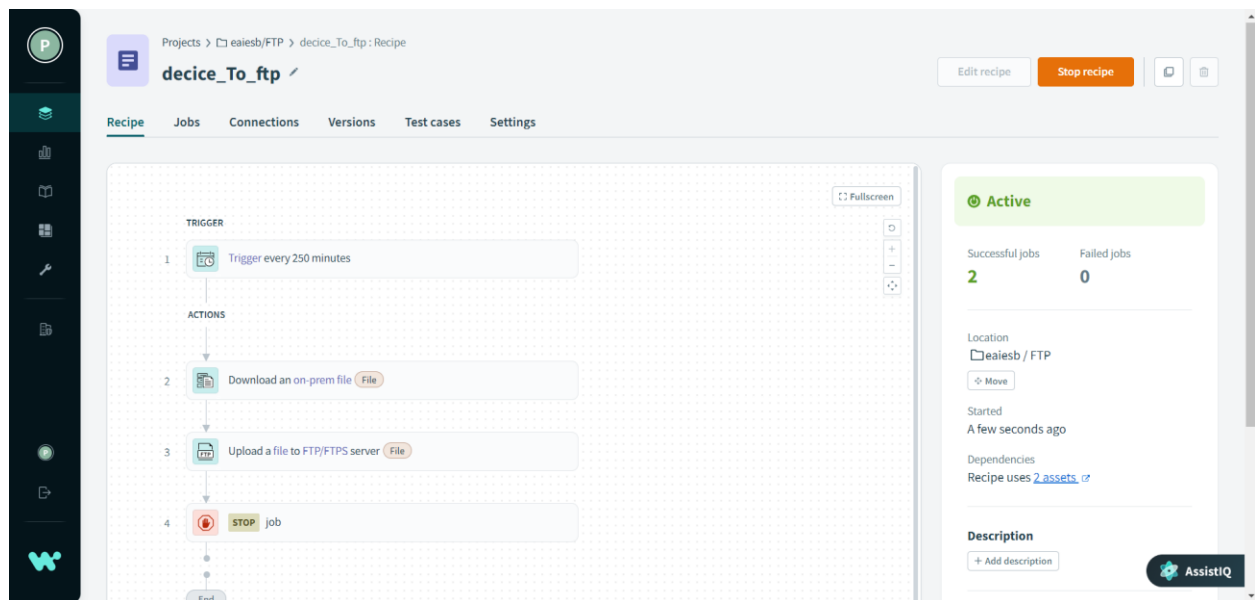 P
Projects > eaiesb/FTP > decice_To_ftp : Recipe
decice_To_ftp
Edit recipe
Stop recipe
Recipe
Jobs
Connections
Versions
Test cases
Settings
Fullscreen
TRIGGER
1 Trigger every 250 minutes
ACTIONS
2 Download an on-prem file File
3 FTP Upload a file to FTP/FTPS server File
4 STOP job
End
Active
Successful jobs
Failed jobs
2
0
Location
eaiesb / FTP
Move
Started
A few seconds ago
Dependencies
Recipe uses 2 assets
Description
+ Add description
P
AssistIQ